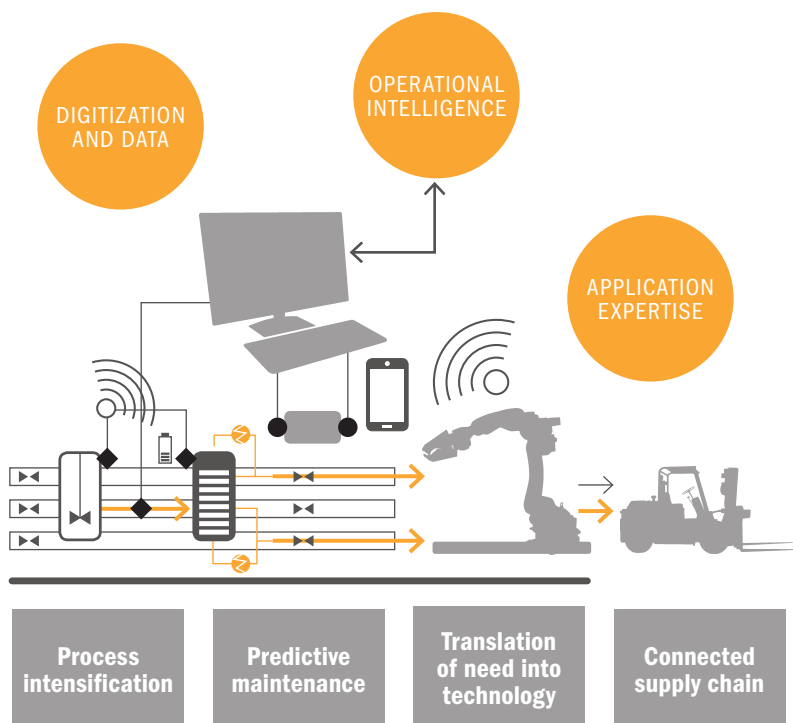 OPERATIONAL
INTELLIGENCE
DIGITIZATION
AND DATA
APPLICATION
EXPERTISE
Process
intensification
Predictive
maintenance
Translation
of need into
technology
Connected
supply chain